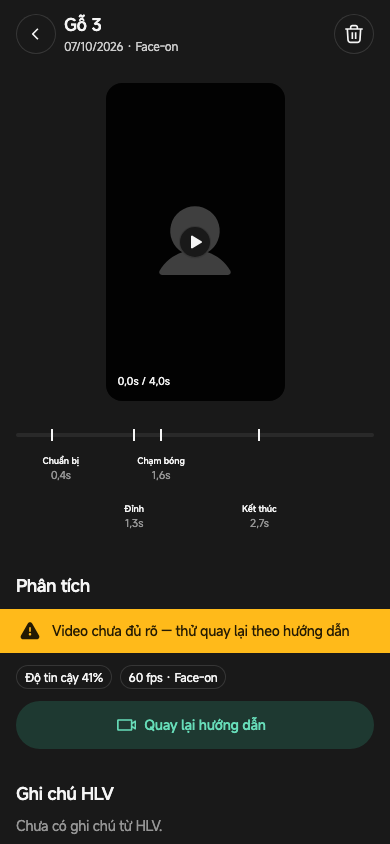 Gỗ 3
07/10/2026 · Face-on
0,0s / 4,0s
Chuẩn bị
0,4s
Chạm bóng
1,6s
Đỉnh
1,3s
Kết thúc
2,7s
Phân tích
Video chưa đủ rõ — thử quay lại theo hướng dẫn
Độ tin cậy 41%
60 fps · Face-on
Quay lại hướng dẫn
Ghi chú HLV
Chưa có ghi chú từ HLV.